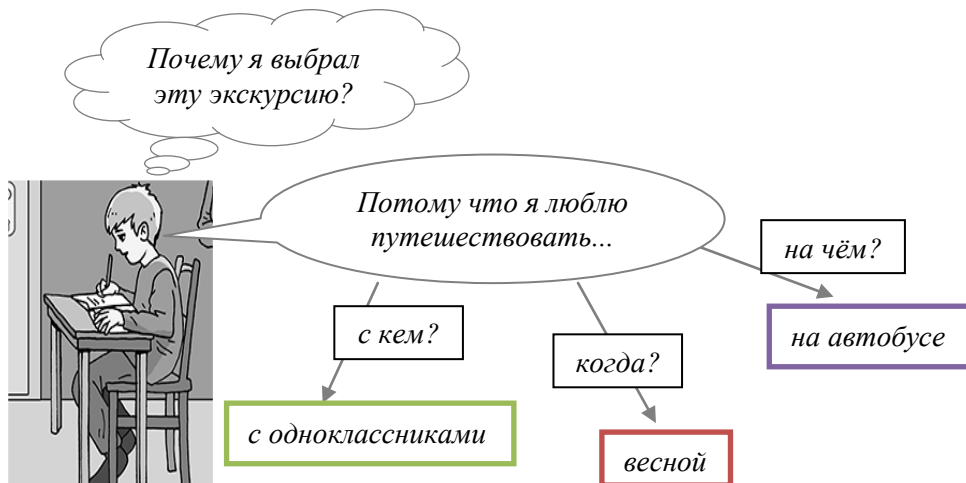 Почему я выбрал
эту экскурсию?
Потому что я люблю
путешествовать...
на чём?
с кем?
на автобусе
когда?
с одноклассниками
весной